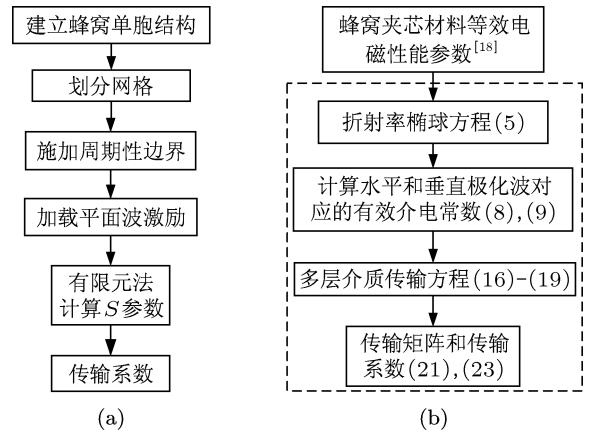 建立蜂窝单胞结构
划分网格
施加周期性边界
加载平面波激励
有限元法
计算S参数
传输系数
(a)
蜂窝夹芯材料等效电
磁性能参数[18]
折射率椭球方程(5)
计算水平和垂直极化波对
应的有效介电常数(8),(9)
多层介质传输方程(16)–(19)
传输矩阵和传输
系数(21),(23)
(b)